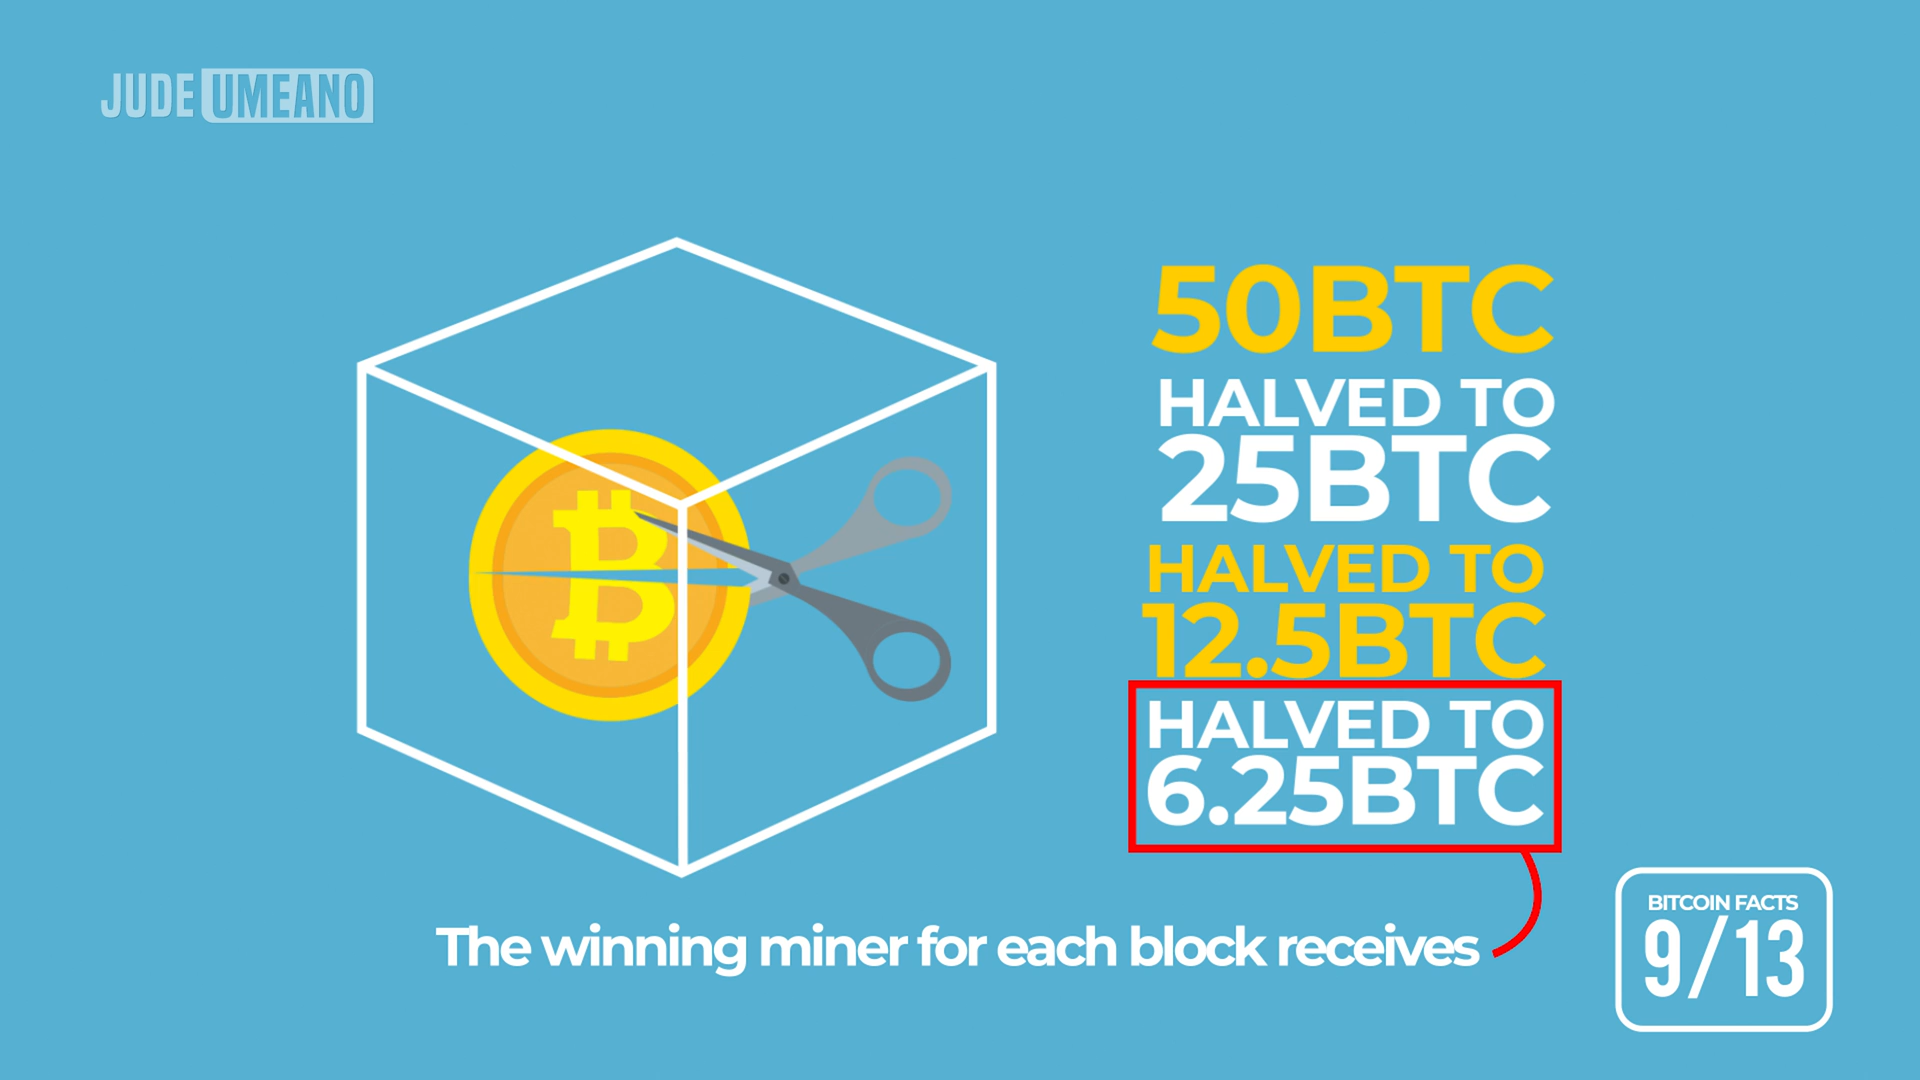 JUDE UMEANO
50BTC
HALVED TO
25BTC
HALVED TO
12.5BTC
HALVED TO
6.25BTC
The winning miner for each block receives
BITCOIN FACTS
9/13